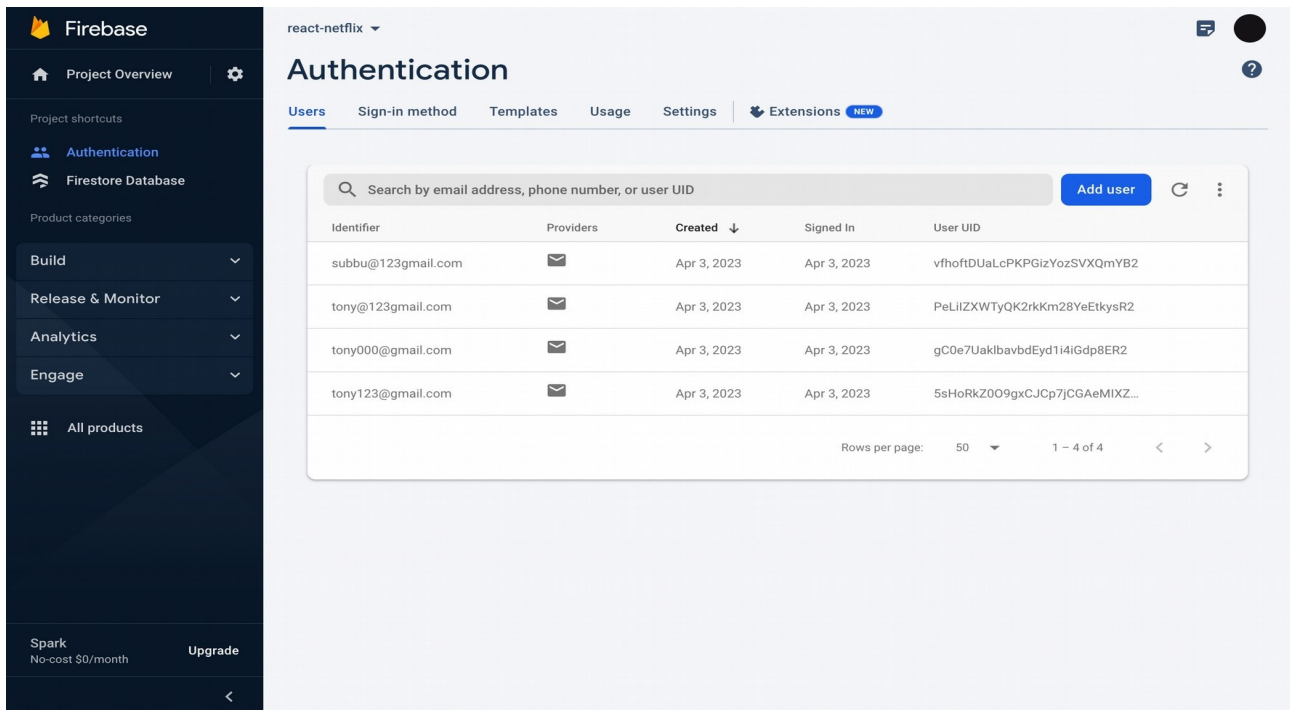 Firebase
Project Overview
Project shortcuts
Authentication
Firestore Database
Product categories
Build
Release & Monitor
Analytics
Engage
All products
Spark
No-cost $0/month
Upgrade
react-netflix
Authentication
Users Sign-in method Templates Usage Settings Extensions NEW
Search by email address, phone number, or user UID Add user
Identifier Providers Created Signed In User UID
subbu@123gmail.com Apr 3, 2023 Apr 3, 2023 vfhoftDUaLcPKPGizYozSVXQmYB2
tony@123gmail.com Apr 3, 2023 Apr 3, 2023 PeLilZXWTyQK2rkKm28YeEtkysR2
tony000@gmail.com Apr 3, 2023 Apr 3, 2023 gC0e7UaklbavbdEyd1i4iGdp8ER2
tony123@gmail.com Apr 3, 2023 Apr 3, 2023 5sHoRkZ0O9gxCJCp7jCGAeMIXZ...
Rows per page: 50 1 – 4 of 4